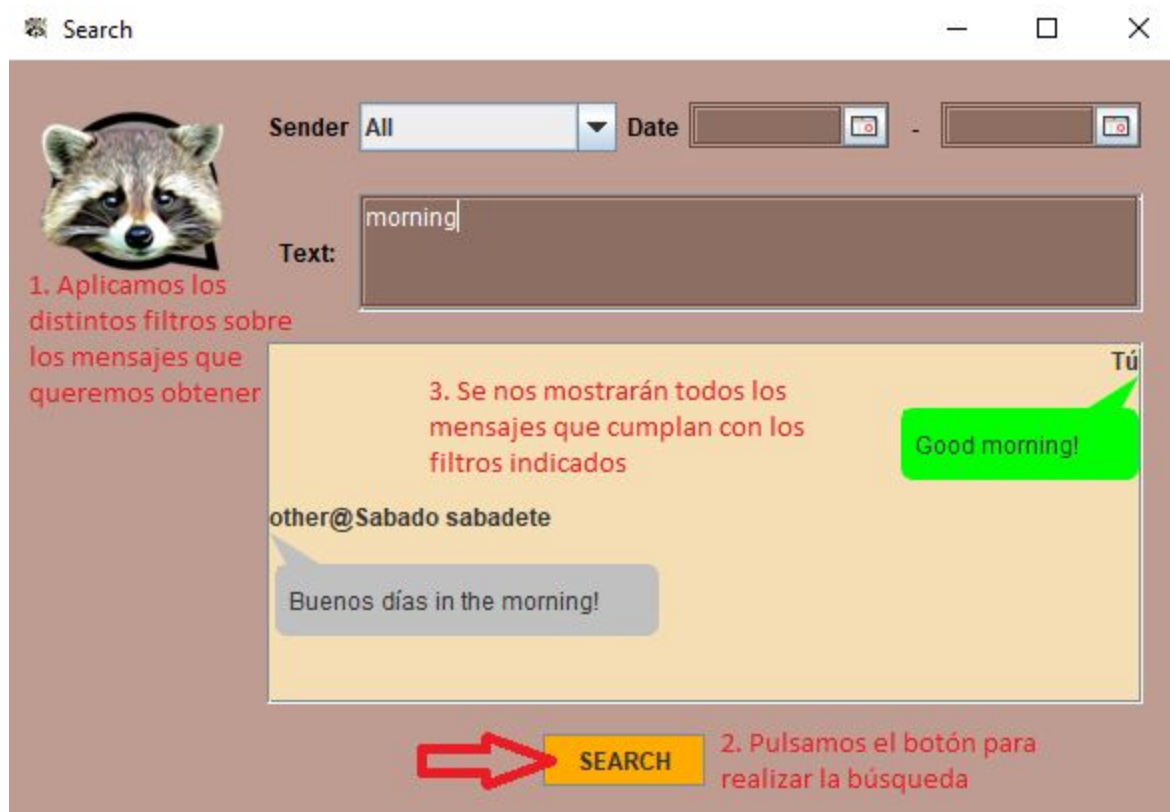 Search
Sender All Date -
morning
Text:
1. Aplicamos los
distintos filtros sobre
los mensajes que
queremos obtener
Tú
3. Se nos mostrarán todos los
mensajes que cumplan con los
filtros indicados
Good morning!
other@Sabado sabadete
Buenos días in the morning!
SEARCH
2. Pulsamos el botón para
realizar la búsqueda